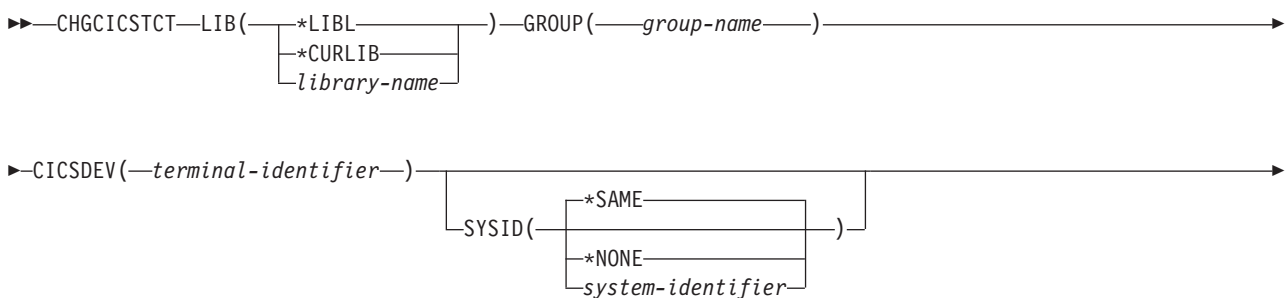 CHGCICSTCT LIB( *LIBL ) GROUP( group-name )
*CURLIB
library-name
CICSDEV( terminal-identifier )
*SAME
SYSID( )
*NONE
system-identifier